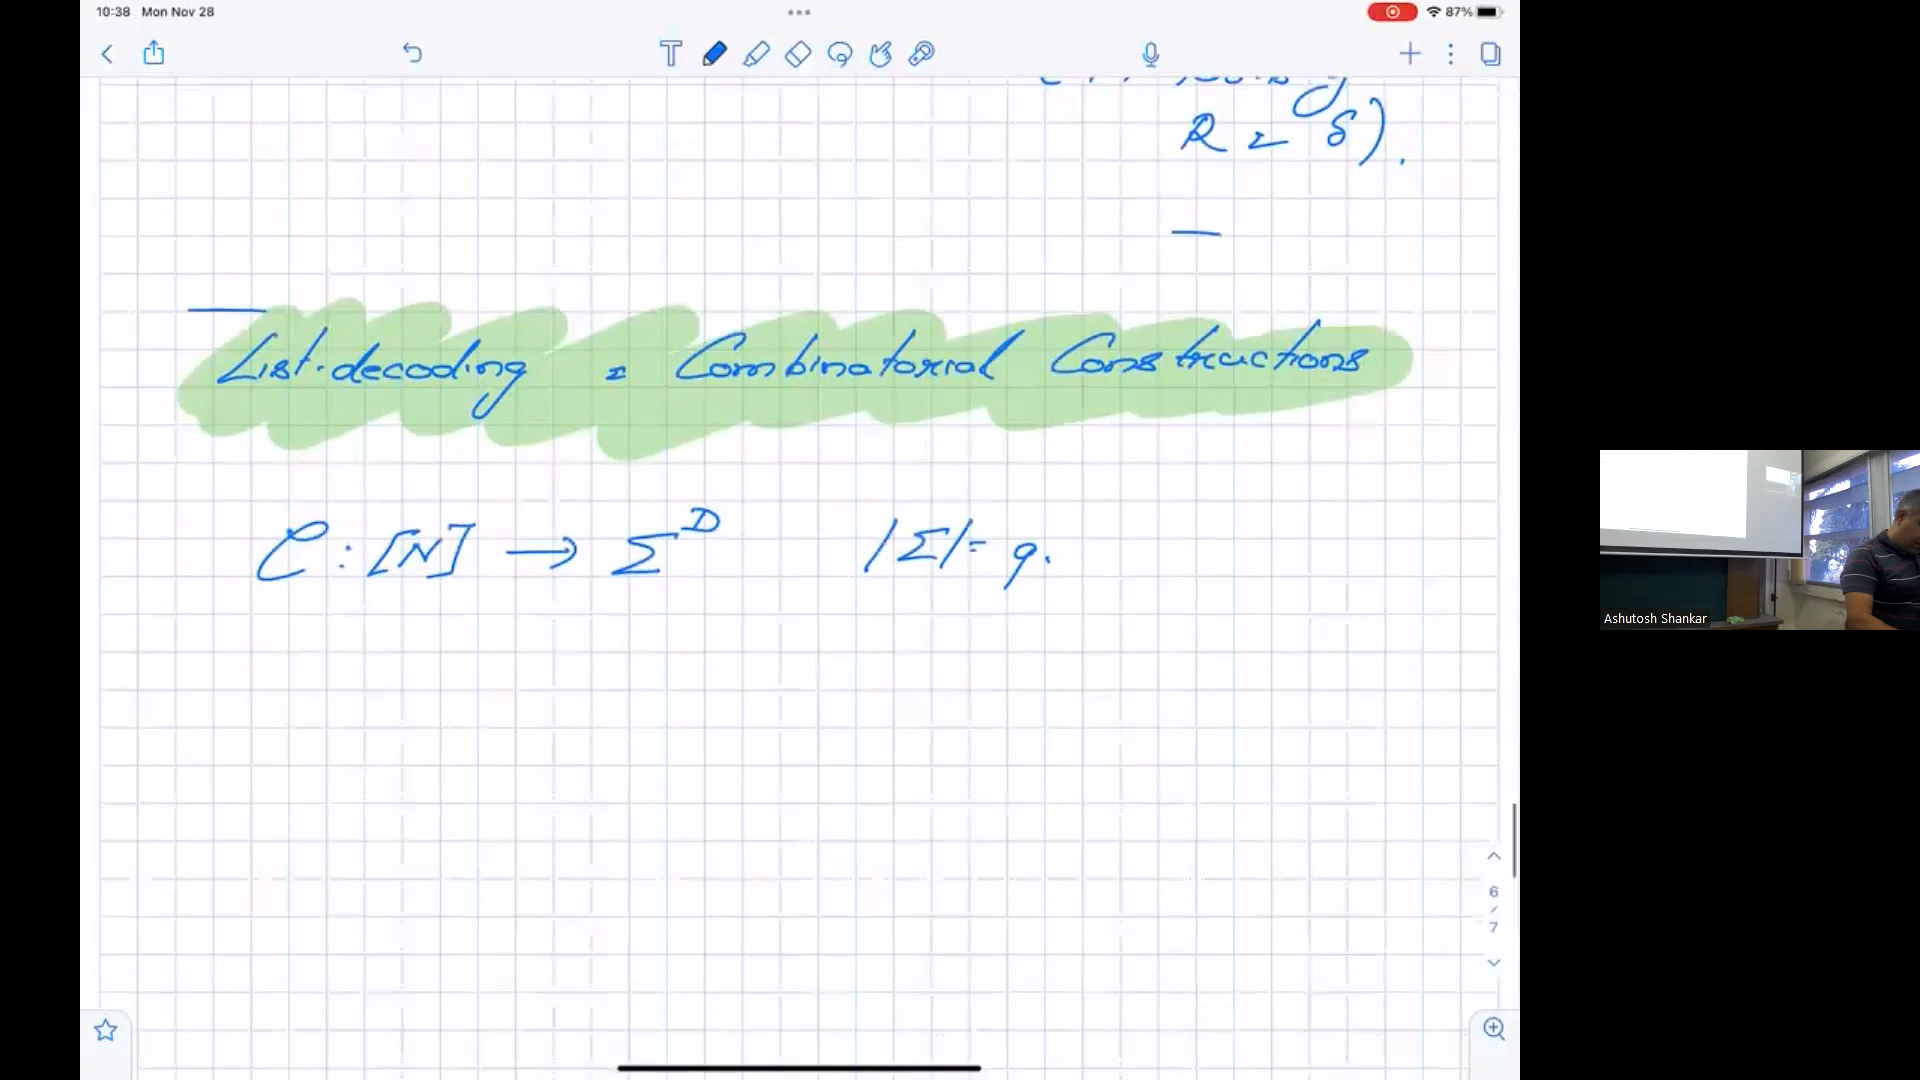 10:38 Mon Nov 28
87%
R = δ).
List-decoding = Combinatorial Constructions
C : [N] → Σ^D |Σ| = q.
6
7
Ashutosh Shankar